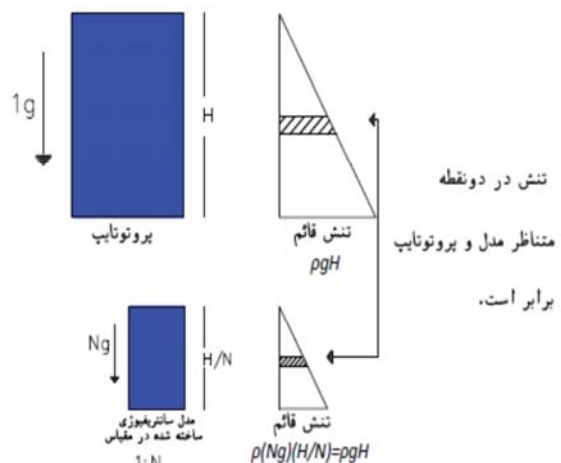 1g
H
پروتوتایپ
تنش قائم
ρgH
تنش در دونقطه
متناظر مدل و پروتوتایپ
برابر است.
Ng
H/N
مدل سانتریفیوژی
ساخته شده در مقیاس
1:N
تنش قائم
ρ(Ng)(H/N)=ρgH